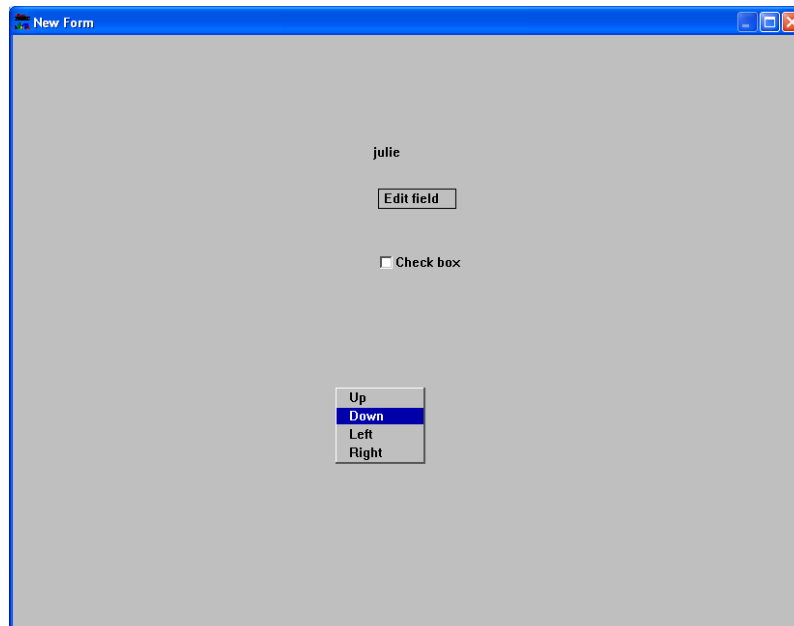 New Form
julie
Edit field
Check box
Up
Down
Left
Right